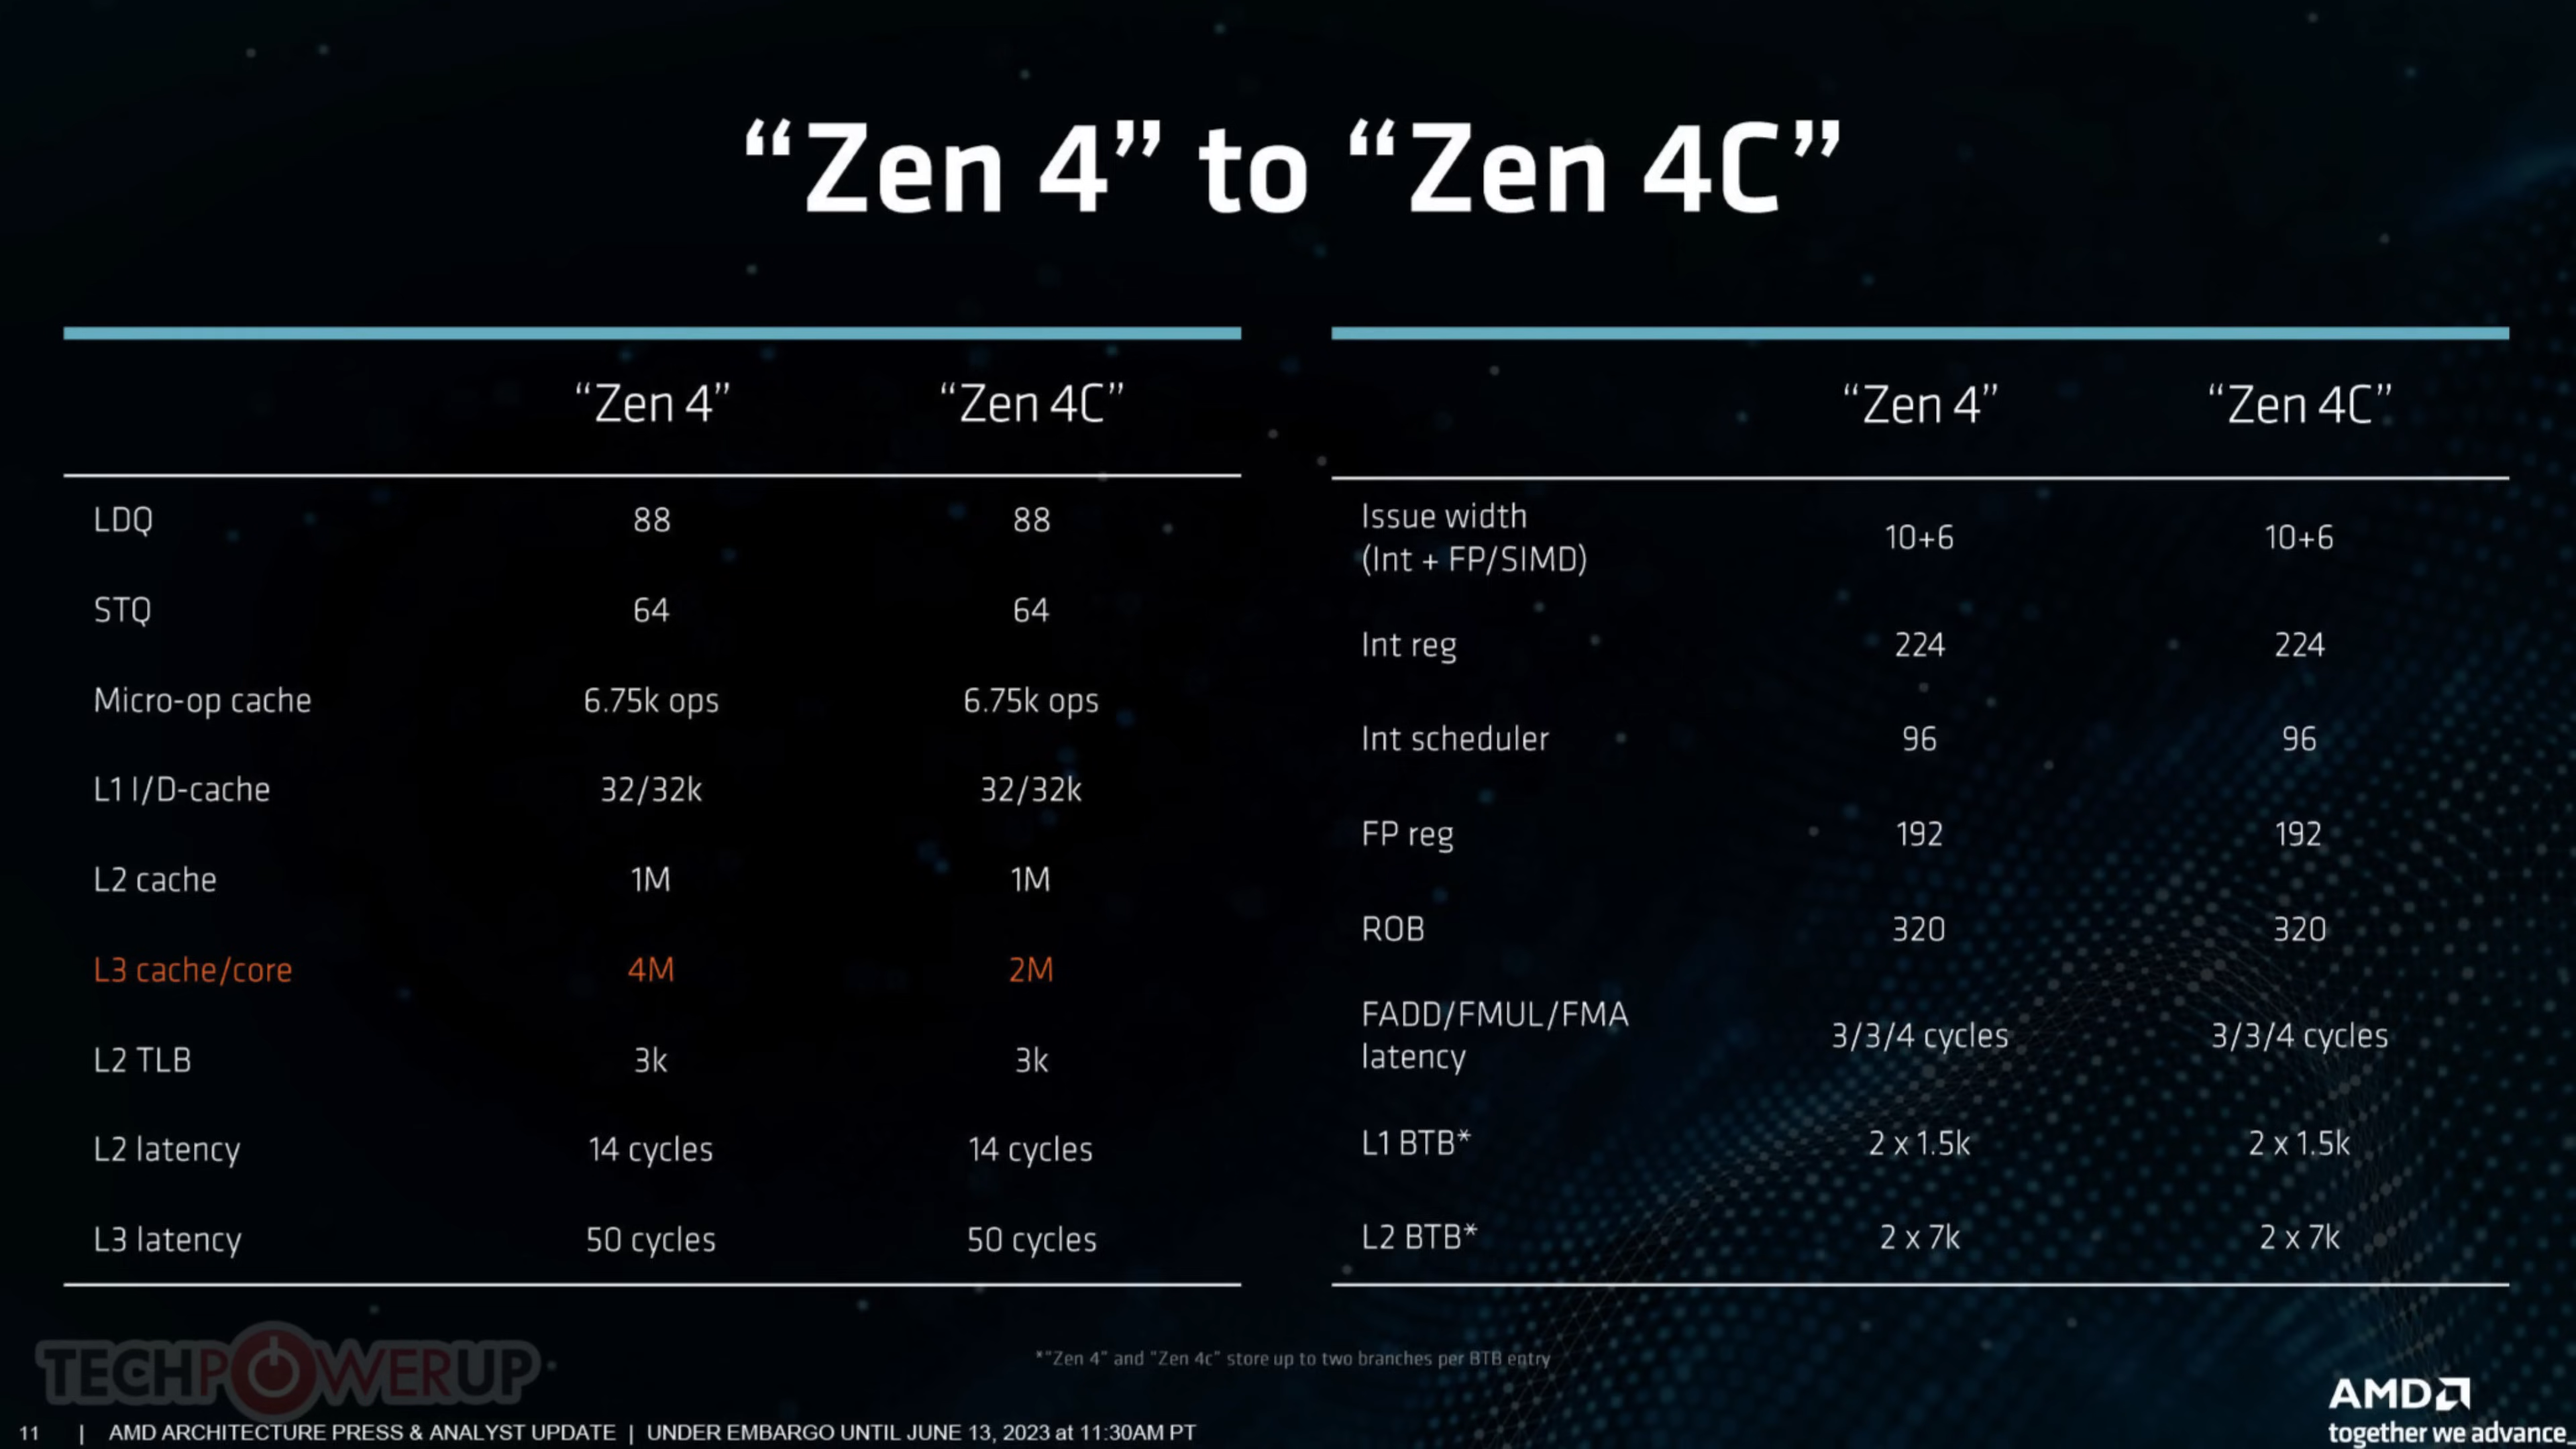 “Zen 4” to “Zen 4C”
“Zen 4” “Zen 4C”
LDQ 88 88
STQ 64 64
Micro-op cache 6.75k ops 6.75k ops
L1 I/D-cache 32/32k 32/32k
L2 cache 1M 1M
L3 cache/core 4M 2M
L2 TLB 3k 3k
L2 latency 14 cycles 14 cycles
L3 latency 50 cycles 50 cycles
“Zen 4” “Zen 4C”
Issue width
(Int + FP/SIMD) 10+6 10+6
Int reg 224 224
Int scheduler 96 96
FP reg 192 192
ROB 320 320
FADD/FMUL/FMA
latency 3/3/4 cycles 3/3/4 cycles
L1 BTB* 2 x 1.5k 2 x 1.5k
L2 BTB* 2 x 7k 2 x 7k
*"Zen 4" and "Zen 4c" store up to two branches per BTB entry
TECHPOWERUP
AMD
together we advance_
11 | AMD ARCHITECTURE PRESS & ANALYST UPDATE | UNDER EMBARGO UNTIL JUNE 13, 2023 at 11:30AM PT